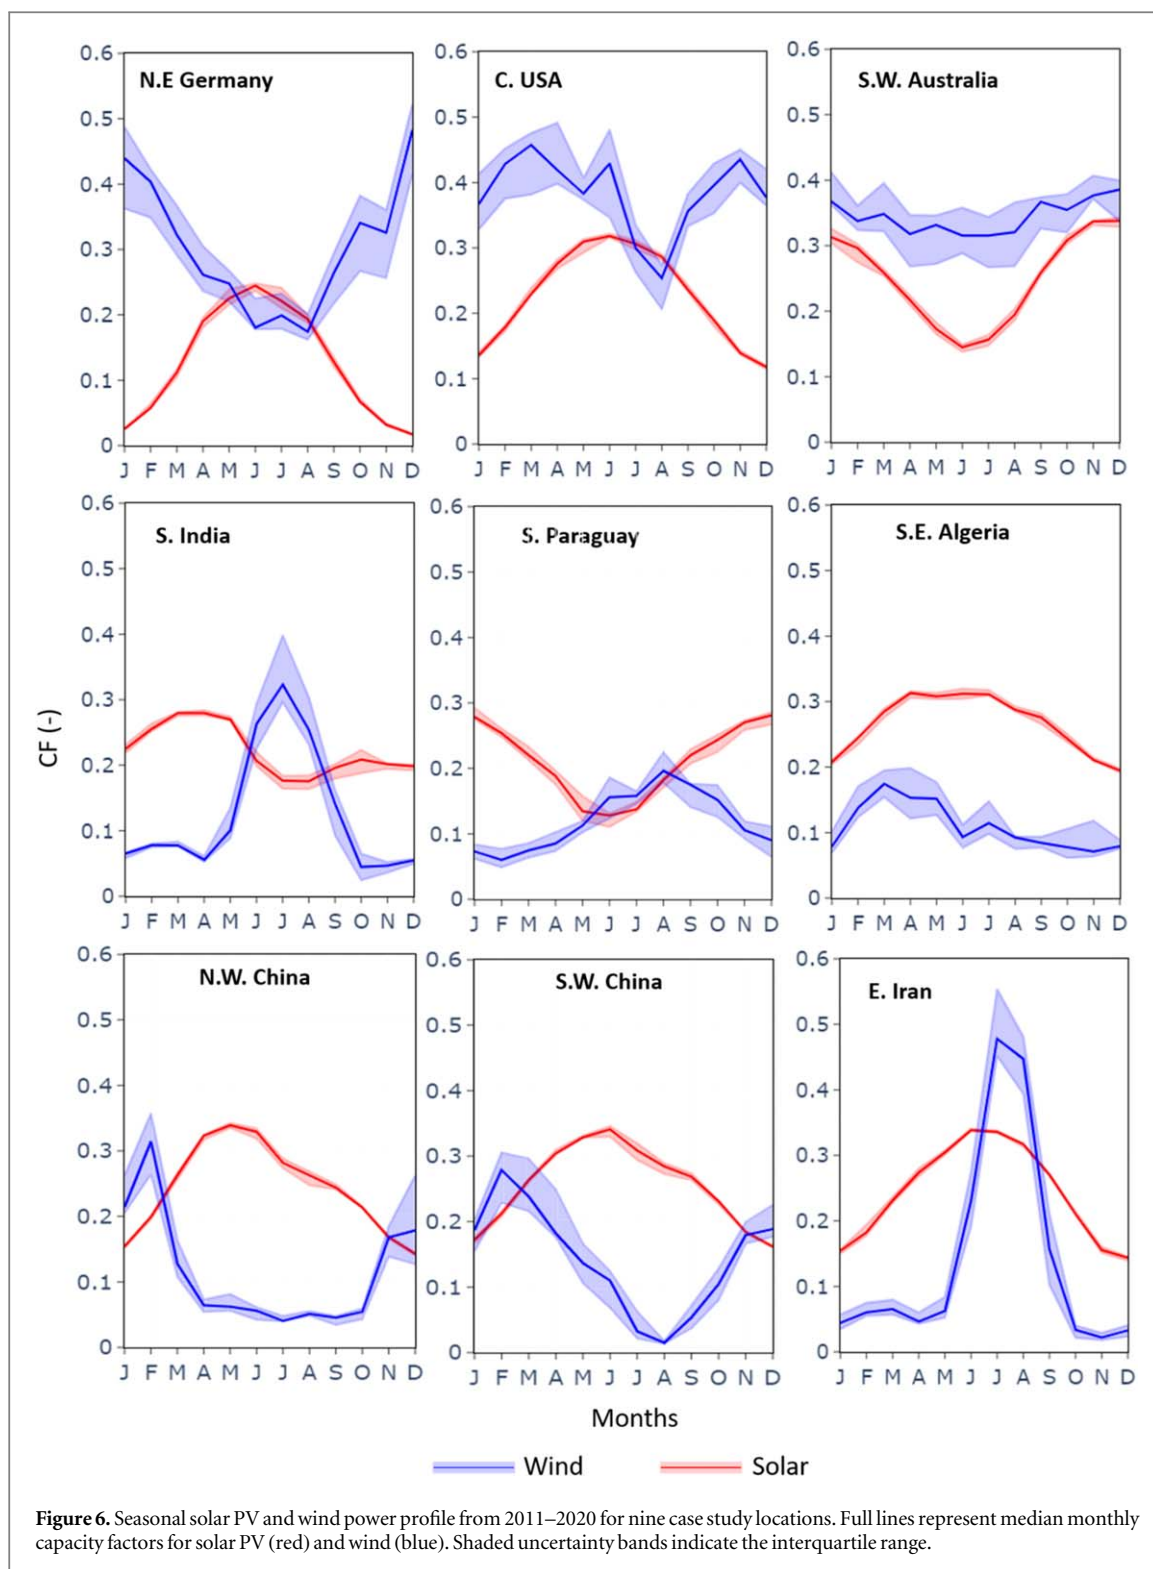 N.E Germany
0.6
0.5
0.4
0.3
0.2
0.1
0
J F M A M J J A S O N D
C. USA
0.6
0.5
0.4
0.3
0.2
0.1
0
J F M A M J J A S O N D
S.W. Australia
0.6
0.5
0.4
0.3
0.2
0.1
0
J F M A M J J A S O N D
S. India
0.6
0.5
0.4
0.3
0.2
0.1
0
J F M A M J J A S O N D
S. Paraguay
0.6
0.5
0.4
0.3
0.2
0.1
0
J F M A M J J A S O N D
S.E. Algeria
0.6
0.5
0.4
0.3
0.2
0.1
0
J F M A M J J A S O N D
CF (-)
N.W. China
0.6
0.5
0.4
0.3
0.2
0.1
0
J F M A M J J A S O N D
S.W. China
0.6
0.5
0.4
0.3
0.2
0.1
0
J F M A M J J A S O N D
E. Iran
0.6
0.5
0.4
0.3
0.2
0.1
0
J F M A M J J A S O N D
Months
Wind Solar
Figure 6. Seasonal solar PV and wind power profile from 2011–2020 for nine case study locations. Full lines represent median monthly
capacity factors for solar PV (red) and wind (blue). Shaded uncertainty bands indicate the interquartile range.